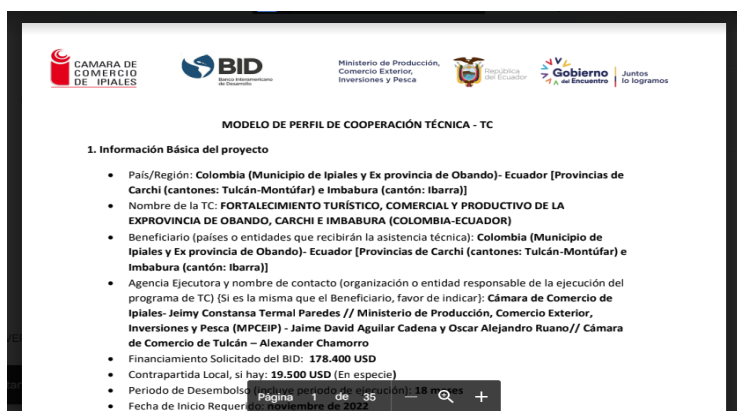 CAMARA DE
COMERCIO
DE IPIALES
BID
Banco Interamericano
de Desarrollo
Ministerio de Producción,
Comercio Exterior,
Inversiones y Pesca
República
del Ecuador
Gobierno
del Encuentro
Juntos
lo logramos
MODELO DE PERFIL DE COOPERACIÓN TÉCNICA - TC
1. Información Básica del proyecto
• País/Región: Colombia (Municipio de Ipiales y Ex provincia de Obando)- Ecuador [Provincias de
Carchi (cantones: Tulcán-Montúfar) e Imbabura (cantón: Ibarra)]
• Nombre de la TC: FORTALECIMIENTO TURÍSTICO, COMERCIAL Y PRODUCTIVO DE LA
EXPROVINCIA DE OBANDO, CARCHI E IMBABURA (COLOMBIA-ECUADOR)
• Beneficiario (países o entidades que recibirán la asistencia técnica): Colombia (Municipio de
Ipiales y Ex provincia de Obando)- Ecuador [Provincias de Carchi (cantones: Tulcán-Montúfar) e
Imbabura (cantón: Ibarra)]
• Agencia Ejecutora y nombre de contacto (organización o entidad responsable de la ejecución del
programa de TC) {Si es la misma que el Beneficiario, favor de indicar}: Cámara de Comercio de
Ipiales- Jeimy Constansa Termal Paredes // Ministerio de Producción, Comercio Exterior,
Inversiones y Pesca (MPCEIP) - Jaime David Aguilar Cadena y Oscar Alejandro Ruano// Cámara
de Comercio de Tulcán – Alexander Chamorro
• Financiamiento Solicitado del BID: 178.400 USD
• Contrapartida Local, si hay: 19.500 USD (En especie)
• Periodo de Desembolso (incluye periodo de ejecución): 18 meses
• Fecha de Inicio Requerido: noviembre de 2022
Página 1 de 35